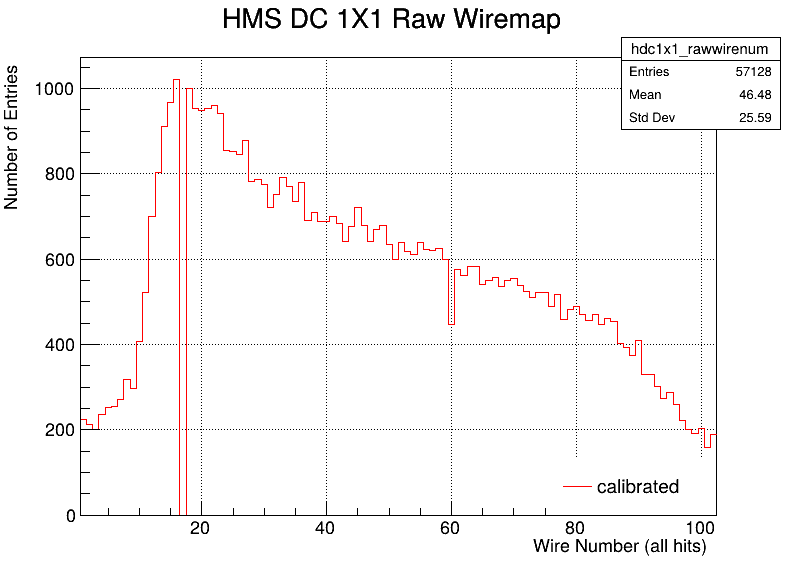 HMS DC 1X1 Raw Wiremap
hdc1x1_rawwirenum
Entries 57128
Mean 46.48
Std Dev 25.59
Number of Entries
1000
800
600
400
200
0
20 40 60 80 100
Wire Number (all hits)
calibrated